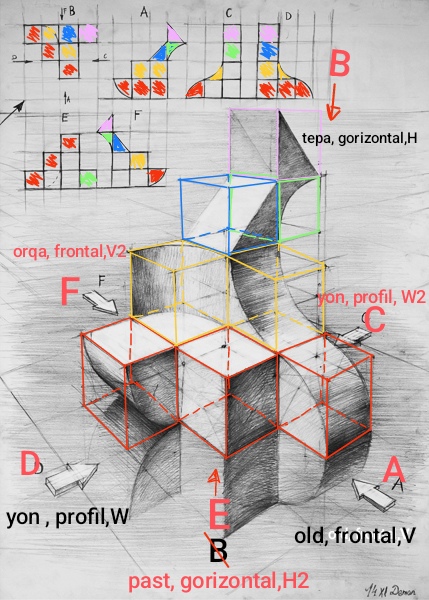 B
A
C
D
D
C
A
E
F
B
tepa, gorizontal,H
orqa, frontal,V2
F
F
yon, profil, W2
C
D
A
A
yon , profil,W
E
old, frontal,V
B
past, gorizontal,H2